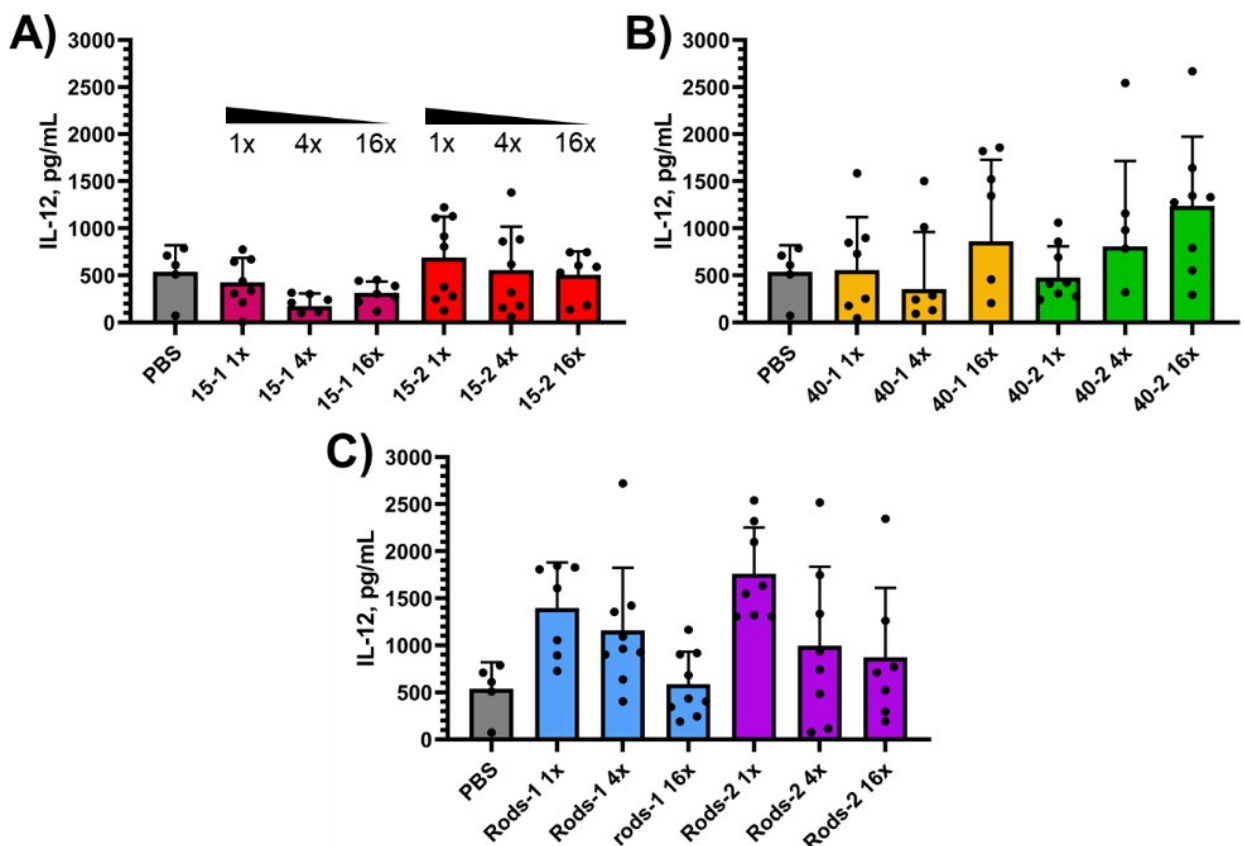 A)
IL-12, pg/mL
3000
2500
2000
1500
1000
500
0
1x 4x 16x 1x 4x 16x
PBS
15-1 1x
15-1 4x
15-1 16x
15-2 1x
15-2 4x
15-2 16x
B)
IL-12, pg/mL
3000
2500
2000
1500
1000
500
0
PBS
40-1 1x
40-1 4x
40-1 16x
40-2 1x
40-2 4x
40-2 16x
C)
IL-12, pg/mL
3000
2500
2000
1500
1000
500
0
PBS
Rods-1 1x
Rods-1 4x
rods-1 16x
Rods-2 1x
Rods-2 4x
Rods-2 16x